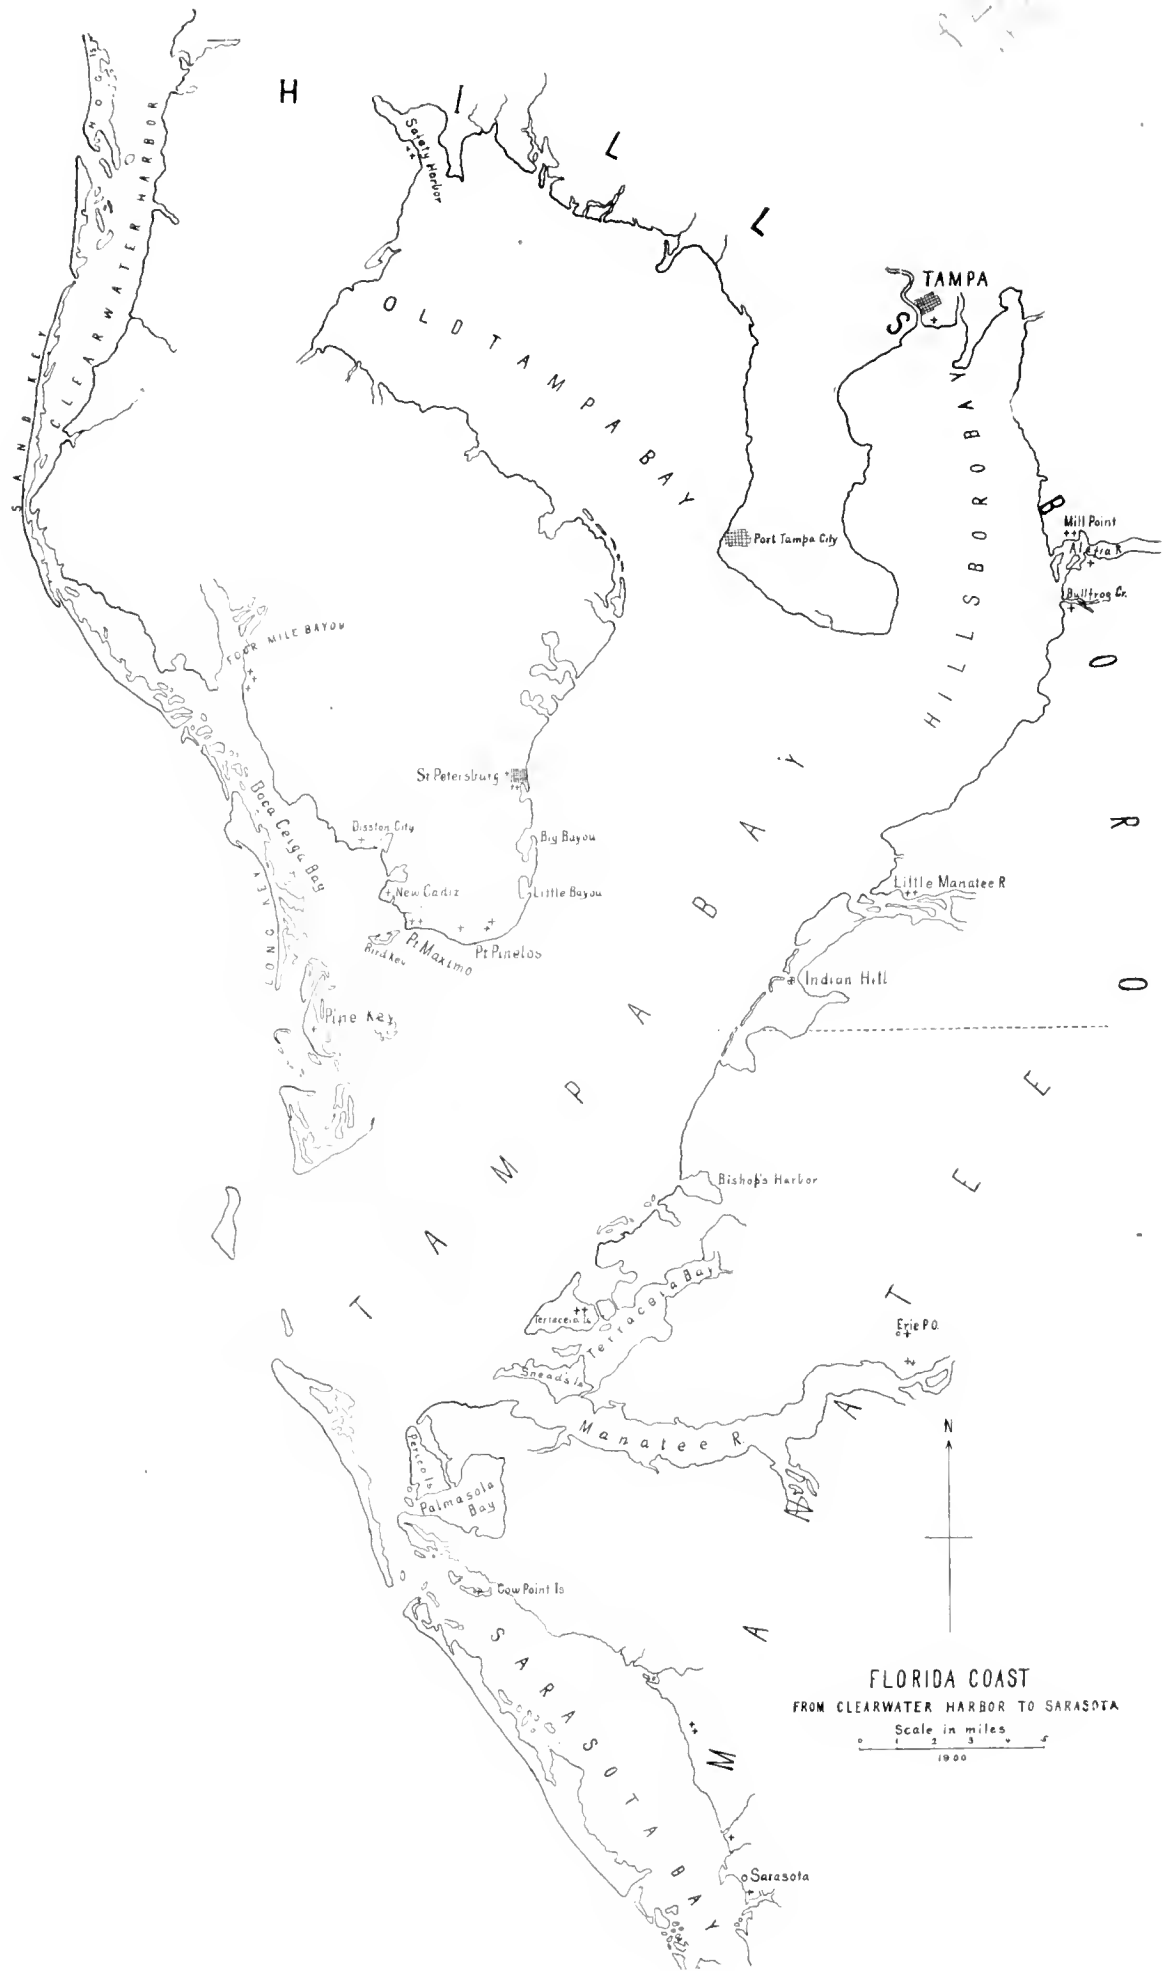 HILLSBORO
HOG IS
CLEARWATER HARBOR
Safety Harbor
SAND KEY
OLD TAMPA BAY
TAMPA
HILLSBORO BAY
Port Tampa City
Mill Point
Alafia R
Bullfrog Cr.
FOUR MILE BAYOU
St Petersburg
Boca Ceiga Bay
Disston City
Big Bayou
LONG KEY
New Cadiz
Little Bayou
Little Manatee R
Bird Key
Pt Maximo
Pt Pinelos
Indian Hill
Pine Key
TAMPA BAY
Bishop's Harbor
MANATEE
Terraceia Is
Terraceia Bay
Erie P.O.
Snead's Is
Manatee R.
N
Perico Is
Palmasola
Bay
Cow Point Is
SARASOTA BAY
Sarasota
FLORIDA COAST
FROM CLEARWATER HARBOR TO SARASOTA
Scale in miles
0 1 2 3 4 5
1900